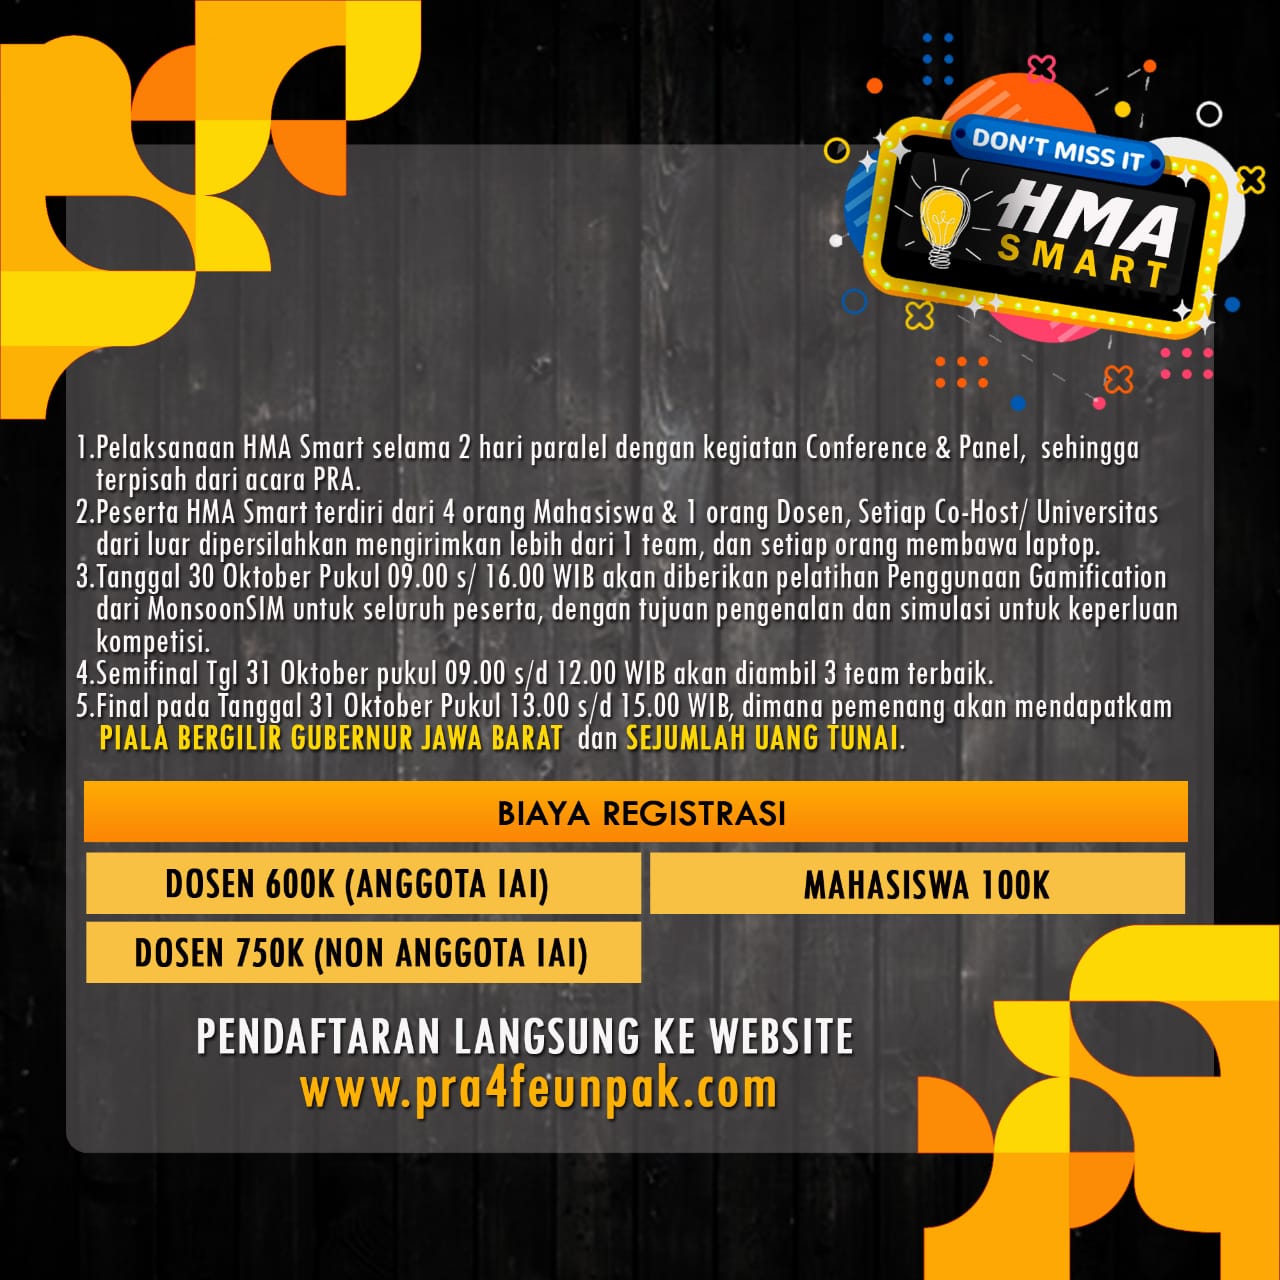 DON'T MISS IT
HMA
SMART
1.Pelaksanaan HMA Smart selama 2 hari paralel dengan kegiatan Conference & Panel, sehingga
terpisah dari acara PRA.
2.Peserta HMA Smart terdiri dari 4 orang Mahasiswa & 1 orang Dosen, Setiap Co-Host/ Universitas
dari luar dipersilahkan mengirimkan lebih dari 1 team, dan setiap orang membawa laptop.
3.Tanggal 30 Oktober Pukul 09.00 s/ 16.00 WIB akan diberikan pelatihan Penggunaan Gamification
dari MonsoonSIM untuk seluruh peserta, dengan tujuan pengenalan dan simulasi untuk keperluan
kompetisi.
4.Semifinal Tgl 31 Oktober pukul 09.00 s/d 12.00 WIB akan diambil 3 team terbaik.
5.Final pada Tanggal 31 Oktober Pukul 13.00 s/d 15.00 WIB, dimana pemenang akan mendapatkam
PIALA BERGILIR GUBERNUR JAWA BARAT dan SEJUMLAH UANG TUNAI.
BIAYA REGISTRASI
DOSEN 600K (ANGGOTA IAI)
MAHASISWA 100K
DOSEN 750K (NON ANGGOTA IAI)
PENDAFTARAN LANGSUNG KE WEBSITE
www.pra4feunpak.com